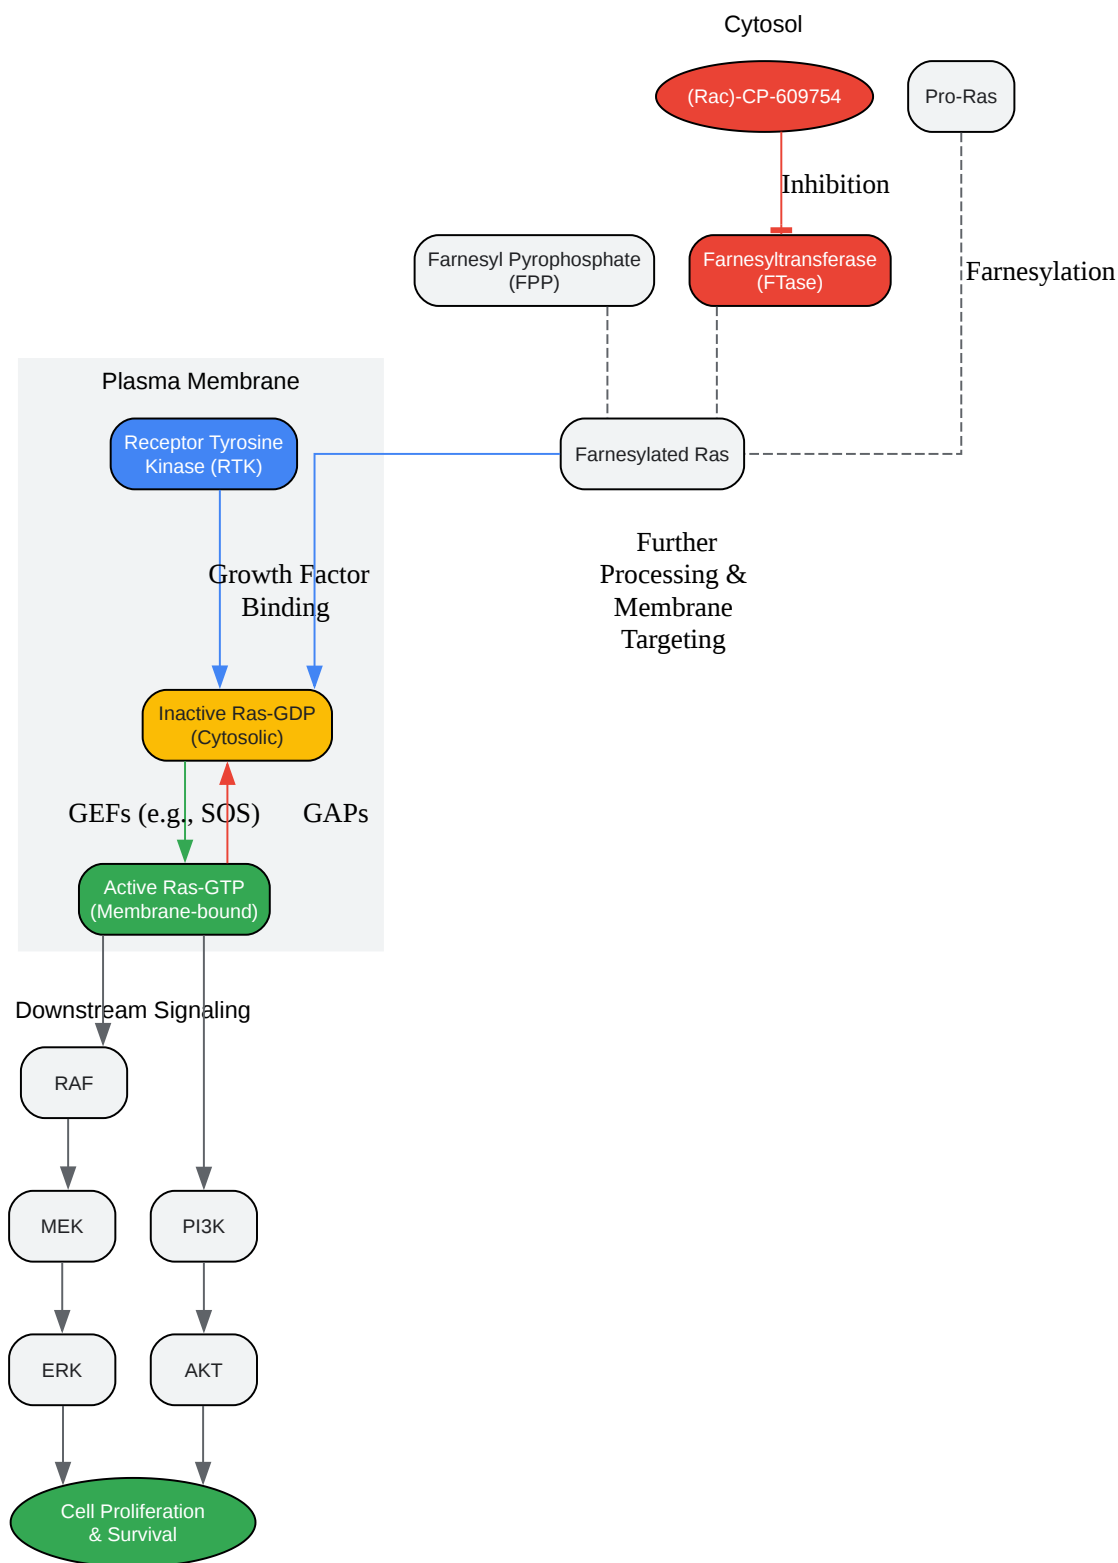 Cytosol
(Rac)-CP-609754
Pro-Ras
Inhibition
Farnesyl Pyrophosphate
(FPP)
Farnesyltransferase
(FTase)
Farnesylation
Plasma Membrane
Receptor Tyrosine
Kinase (RTK)
Farnesylated Ras
Growth Factor
Binding
Further
Processing &
Membrane
Targeting
Inactive Ras-GDP
(Cytosolic)
GEFs (e.g., SOS)
GAPs
Active Ras-GTP
(Membrane-bound)
Downstream Signaling
RAF
MEK
PI3K
ERK
AKT
Cell Proliferation
& Survival